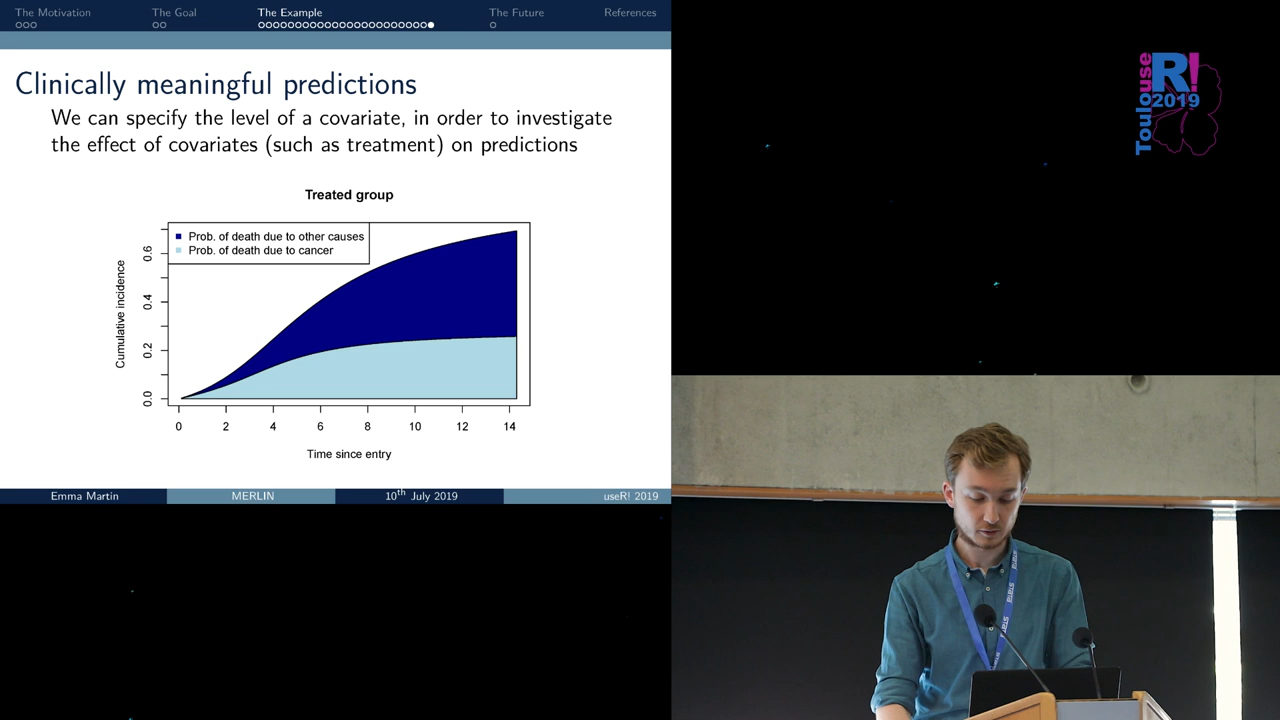 The Motivation
The Goal
The Example
The Future
References
Clinically meaningful predictions
We can specify the level of a covariate, in order to investigate
the effect of covariates (such as treatment) on predictions
Treated group
Prob. of death due to other causes
Prob. of death due to cancer
Cumulative incidence
0.0
0.2
0.4
0.6
0 2 4 6 8 10 12 14
Time since entry
Emma Martin
MERLIN
10th July 2019
useR! 2019
Toulouse
R!
2019